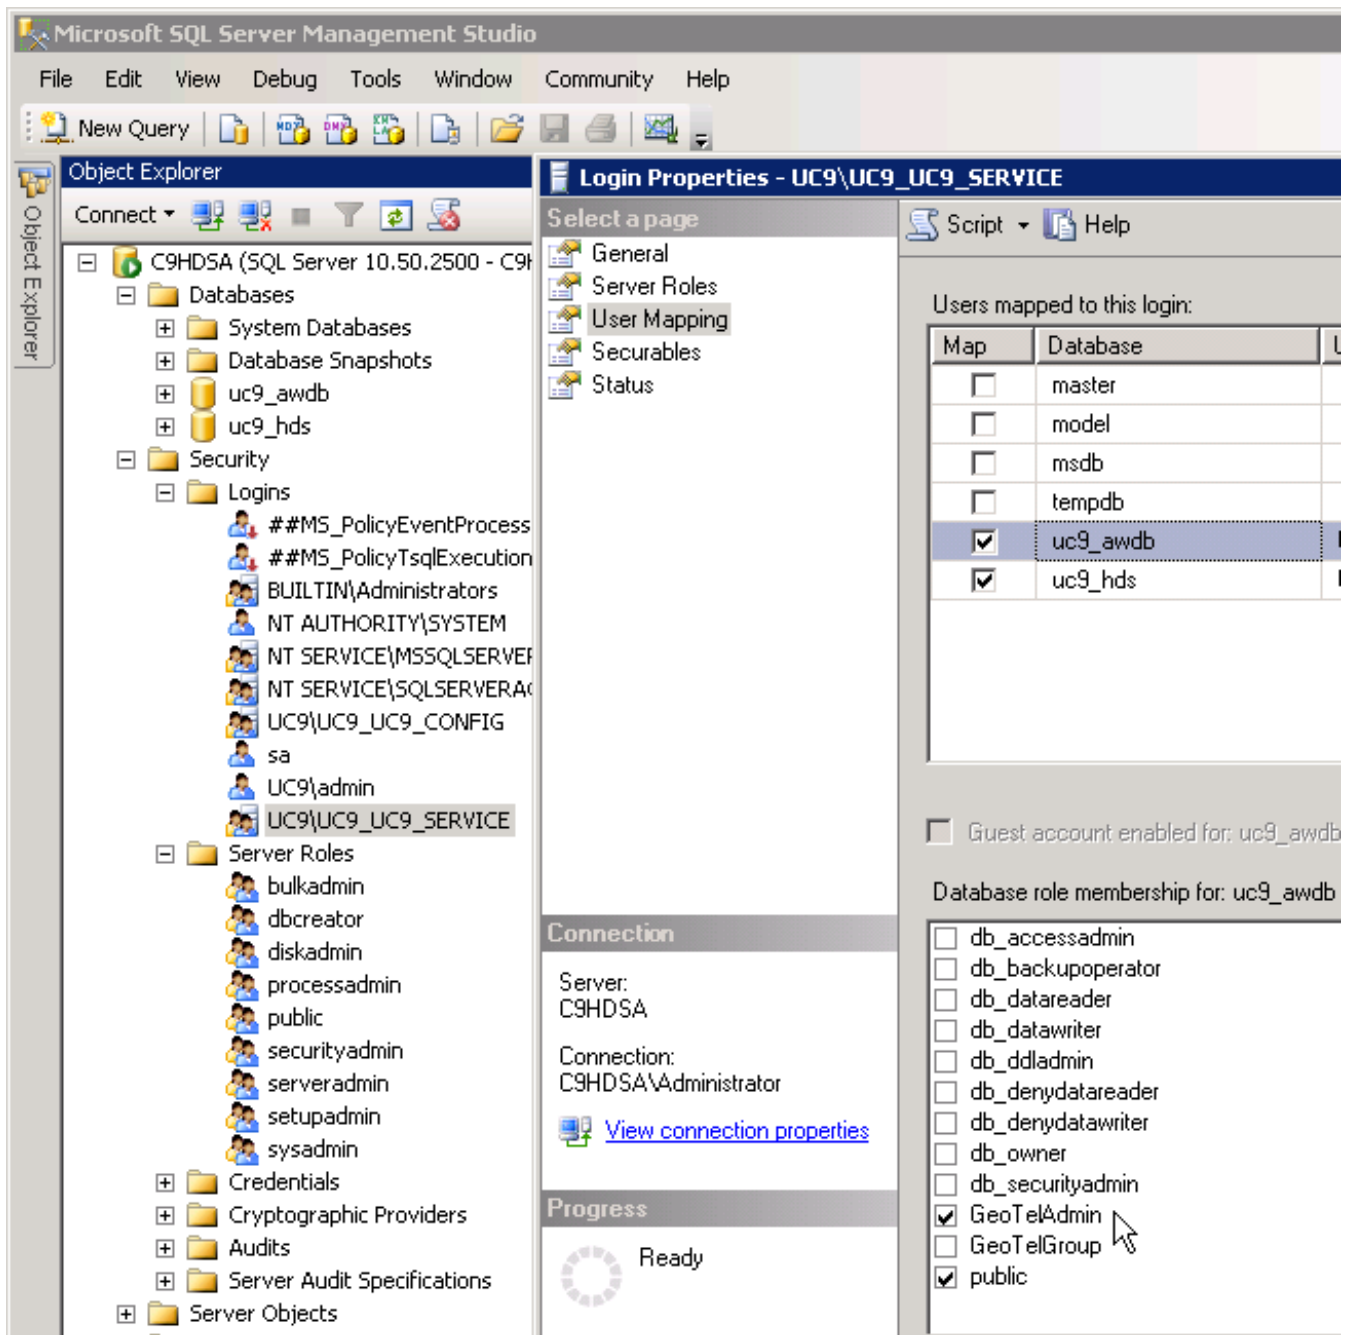 Microsoft SQL Server Management Studio
File Edit View Debug Tools Window Community Help
New Query
Object Explorer
Object Explorer
Connect
C9HDSA (SQL Server 10.50.2500 - C9H
Databases
System Databases
Database Snapshots
uc9_awdb
uc9_hds
Security
Logins
##MS_PolicyEventProcess
##MS_PolicyTsqlExecution
BUILTIN\Administrators
NT AUTHORITY\SYSTEM
NT SERVICE\MSSQLSERVER
NT SERVICE\SQLSERVERAG
UC9\UC9_UC9_CONFIG
sa
UC9\admin
UC9\UC9_UC9_SERVICE
Server Roles
bulkadmin
dbcreator
diskadmin
processadmin
public
securityadmin
serveradmin
setupadmin
sysadmin
Credentials
Cryptographic Providers
Audits
Server Audit Specifications
Server Objects
Login Properties - UC9\UC9_UC9_SERVICE
Select a page
General
Server Roles
User Mapping
Securables
Status
Connection
Server:
C9HDSA
Connection:
C9HDSA\Administrator
View connection properties
Progress
Ready
Script Help
Users mapped to this login:
Map Database
master
model
msdb
tempdb
uc9_awdb
uc9_hds
Guest account enabled for: uc9_awdb
Database role membership for: uc9_awdb
db_accessadmin
db_backupoperator
db_datareader
db_datawriter
db_ddladmin
db_denydatareader
db_denydatawriter
db_owner
db_securityadmin
GeoTelAdmin
GeoTelGroup
public